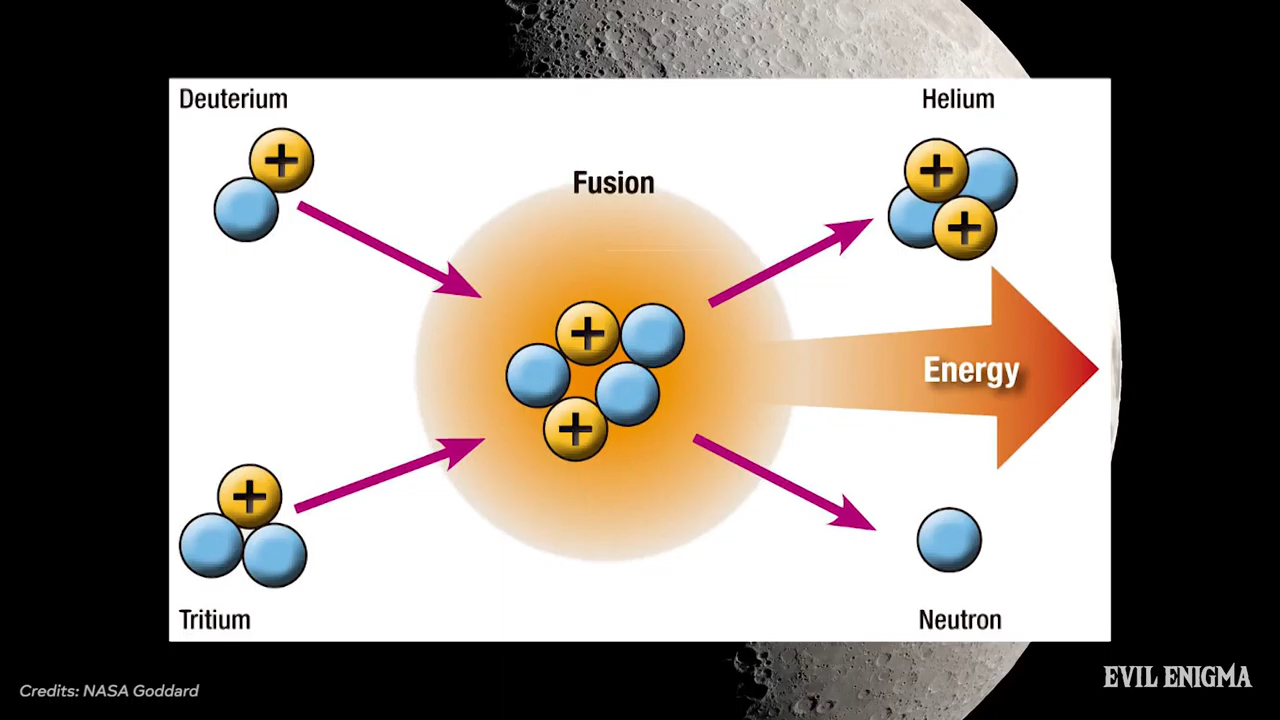 Deuterium
Helium
+
+
Fusion
+
+
Energy
+
+
Tritium
Neutron
Credits: NASA Goddard
EVIL ENIGMA